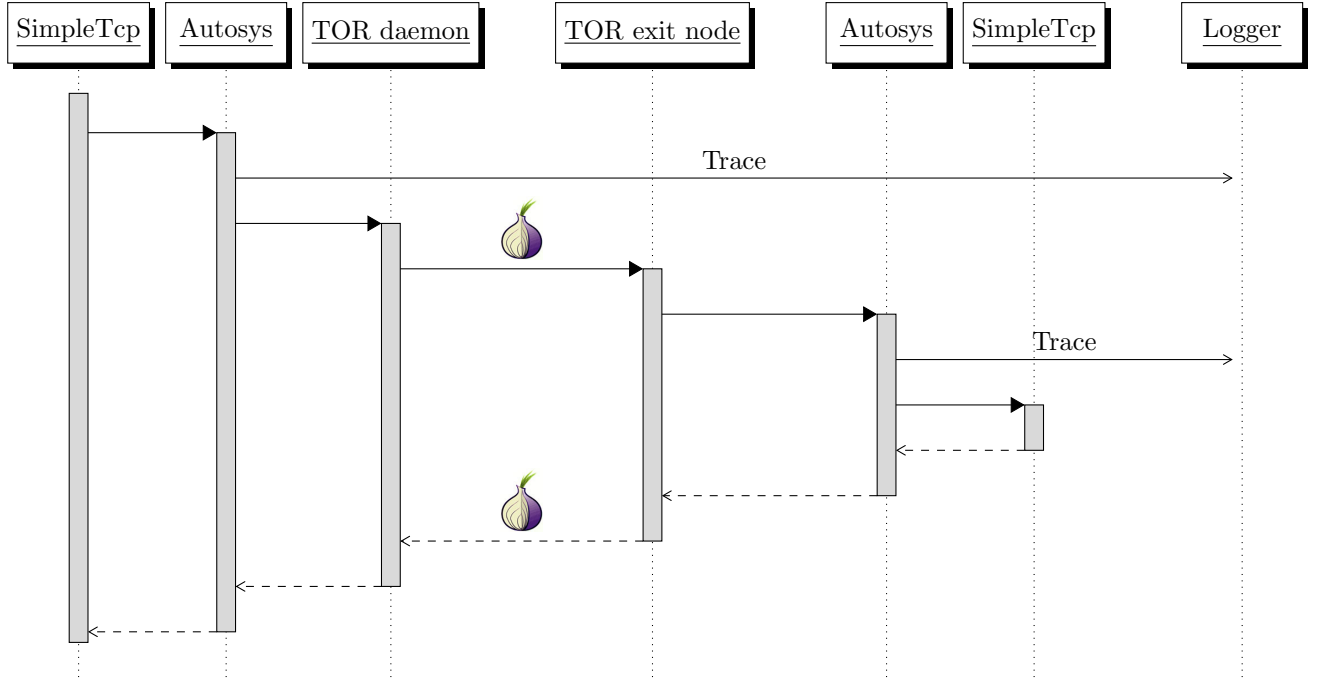 SimpleTcp
Autosys
TOR daemon
TOR exit node
Autosys
SimpleTcp
Logger
Trace
Trace